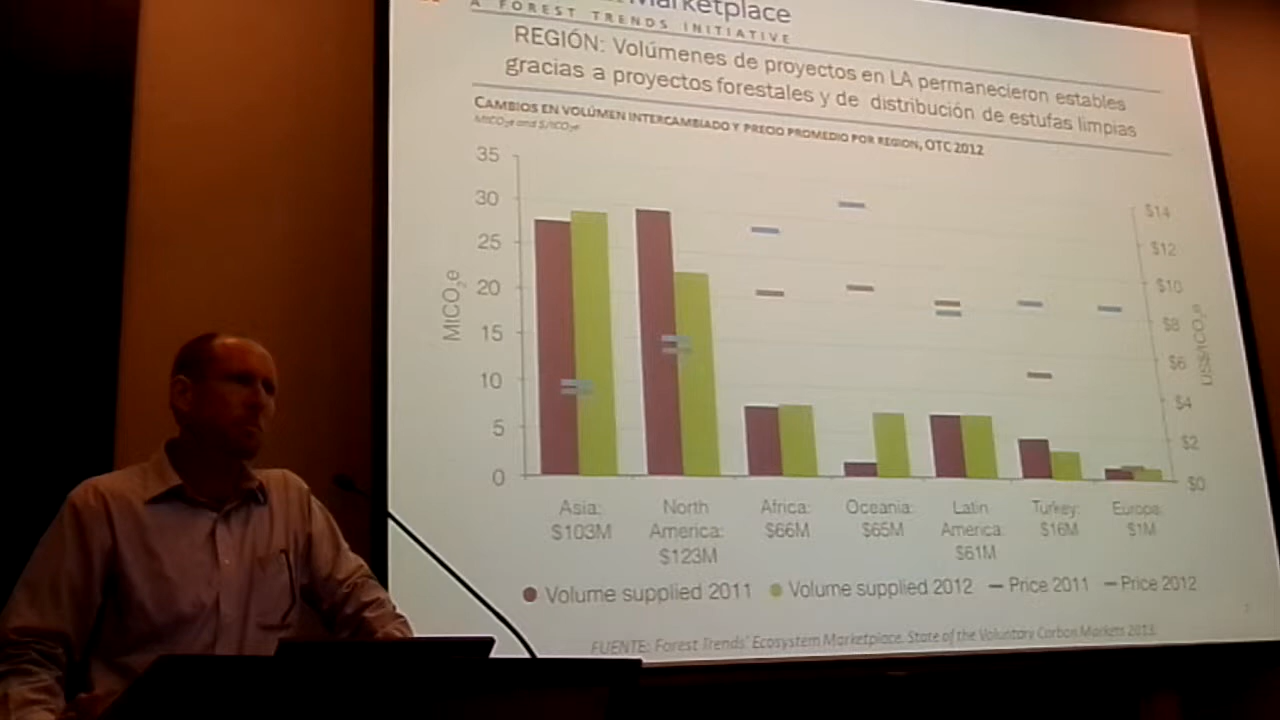 Marketplace
A FOREST TRENDS INITIATIVE
REGIÓN: Volúmenes de proyectos en LA permanecieron estables
gracias a proyectos forestales y de distribución de estufas limpias
CAMBIOS EN VOLÚMEN INTERCAMBIADO Y PRECIO PROMEDIO POR REGION, OTC 2012
MtCO₂e and $/tCO₂e
35
30
25
20
15
10
5
0
MtCO₂e
$14
$12
$10
$8
$6
$4
$2
$0
US$/tCO₂e
Asia: $103M
North America: $123M
Africa: $66M
Oceania: $65M
Latin America: $61M
Turkey: $16M
Europe: $1M
Volume supplied 2011 Volume supplied 2012 Price 2011 Price 2012
FUENTE: Forest Trends' Ecosystem Marketplace. State of the Voluntary Carbon Markets 2013.